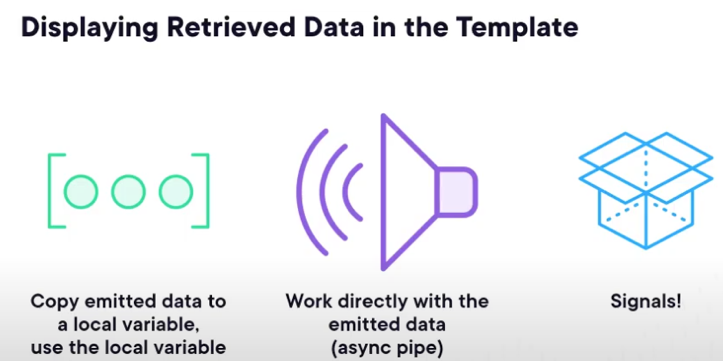 Displaying Retrieved Data in the Template
Copy emitted data to
a local variable,
use the local variable
Work directly with the
emitted data
(async pipe)
Signals!